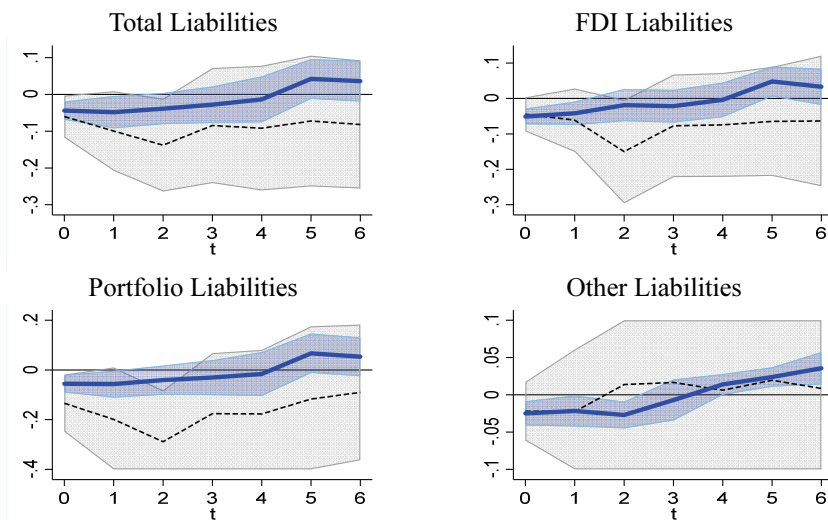 Total Liabilities
.1
0
-.1
-.2
-.3
0 1 2 3 4 5 6
t
FDI Liabilities
.1
0
-.1
-.2
-.3
0 1 2 3 4 5 6
t
Portfolio Liabilities
.2
0
-.2
-.4
0 1 2 3 4 5 6
t
Other Liabilities
.1
.05
0
-.05
-.1
0 1 2 3 4 5 6
t